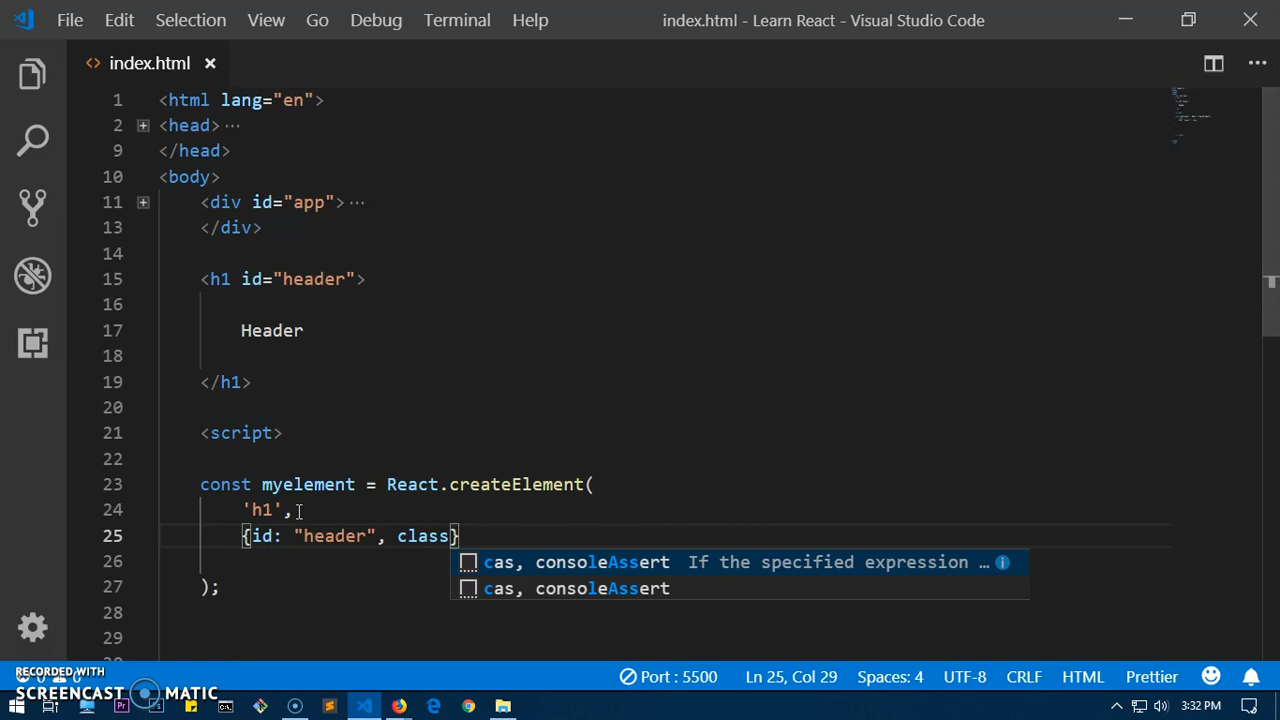 File Edit Selection View Go Debug Terminal Help index.html - Learn React - Visual Studio Code
<> index.html
1 <html lang="en">
2 <head>...
9 </head>
10 <body>
11 <div id="app">...
13 </div>
14
15 <h1 id="header">
16
17 Header
18
19 </h1>
20
21 <script>
22
23 const myelement = React.createElement(
24 'h1',
25 {id: "header", class}
cas, consoleAssert If the specified expression ...
26
cas, consoleAssert
27 );
28
29
RECORDED WITH
SCREENCAST MATIC
Port : 5500 Ln 25, Col 29 Spaces: 4 UTF-8 CRLF HTML Prettier
3:32 PM